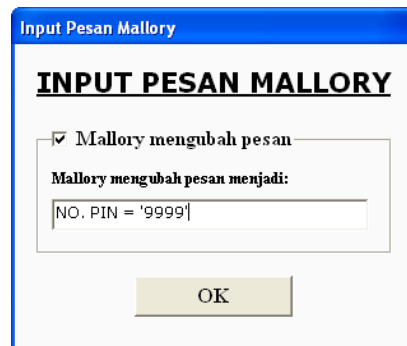 Input Pesan Mallory
INPUT PESAN MALLORY
Mallory mengubah pesan
Mallory mengubah pesan menjadi:
NO. PIN = '9999'
OK